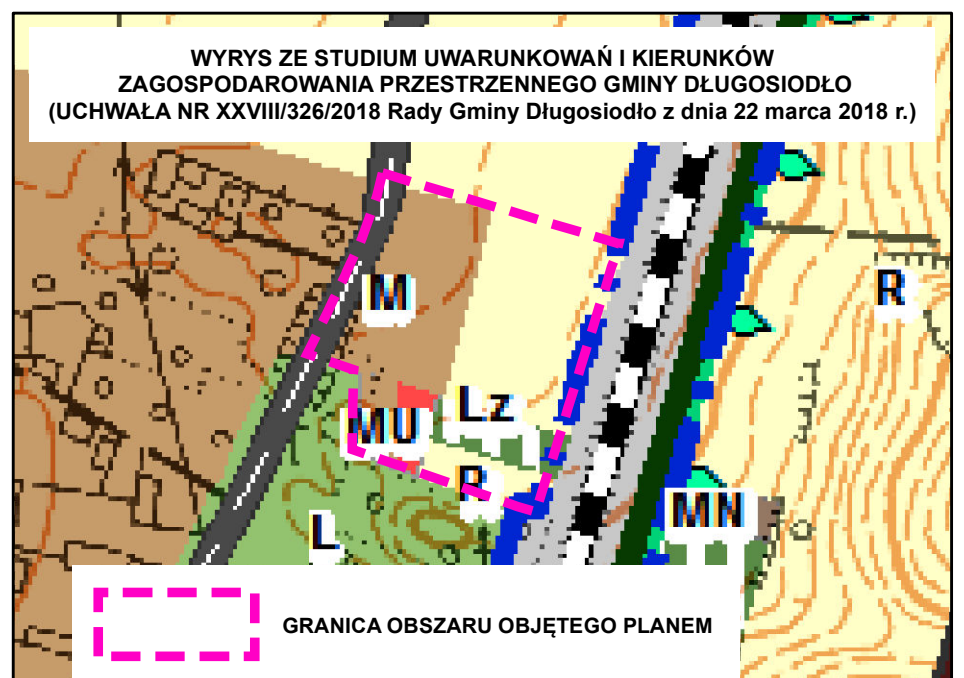 WYRYS ZE STUDIUM UWARUNKOWAŃ I KIERUNKÓW
ZAGOSPODAROWANIA PRZESTRZENNEGO GMINY DŁUGOSIODŁO
(UCHWAŁA NR XXVIII/326/2018 Rady Gminy Długosiodło z dnia 22 marca 2018 r.)
R
M
Lz
MU
R
MN
L
GRANICA OBSZARU OBJĘTEGO PLANEM